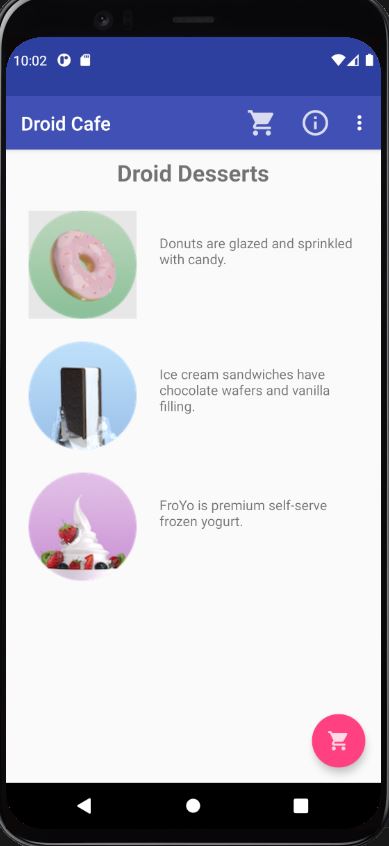 10:02
Droid Cafe
Droid Desserts
Donuts are glazed and sprinkled
with candy.
Ice cream sandwiches have
chocolate wafers and vanilla
filling.
FroYo is premium self-serve
frozen yogurt.